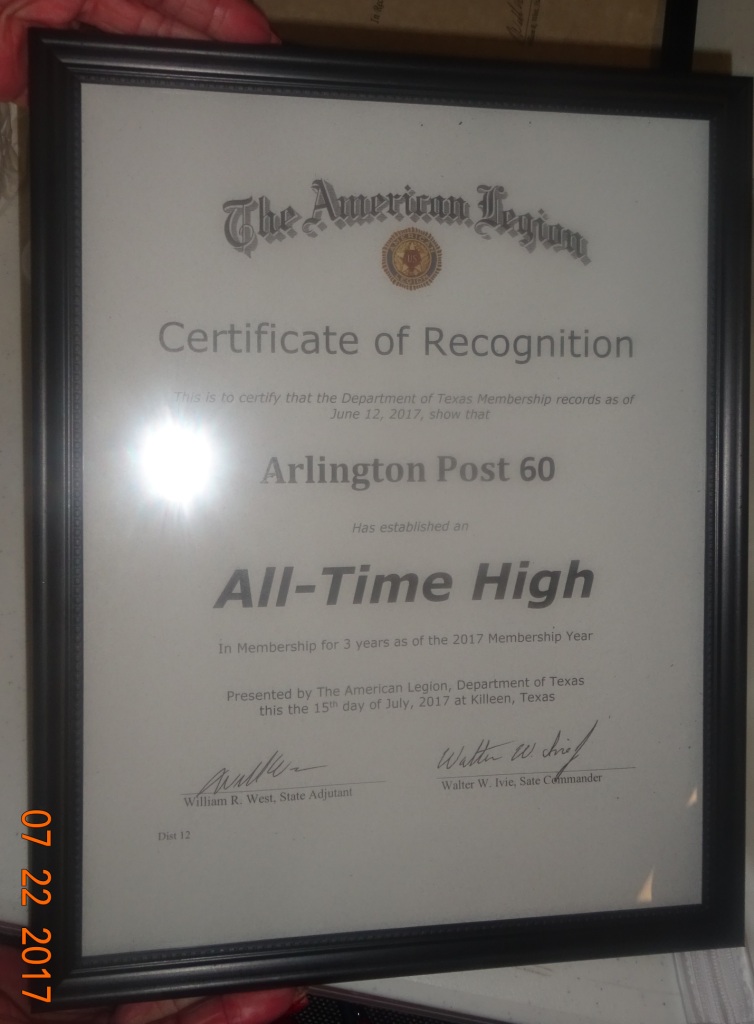 The American Legion
Certificate of Recognition
This is to certify that the Department of Texas Membership records as of
June 12, 2017, show that
Arlington Post 60
Has established an
All-Time High
In Membership for 3 years as of the 2017 Membership Year
Presented by The American Legion, Department of Texas
this the 15th day of July, 2017 at Killeen, Texas
Walter W. Ivie
William R. West, State Adjutant
Walter W. Ivie, Sate Commander
Dist 12
07 22 2017